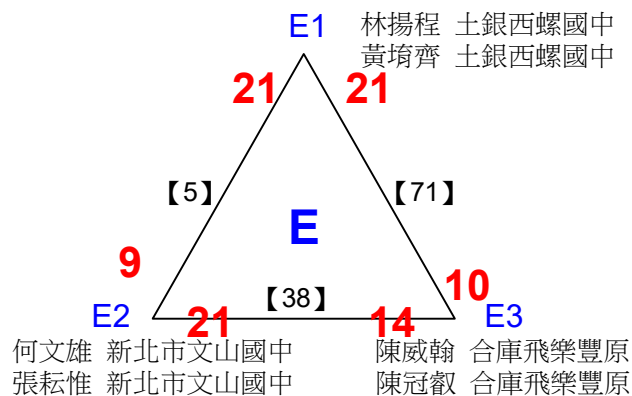 E1
林揚程 土銀西螺國中
黃堉齊 土銀西螺國中
21
21
【5】
【71】
E
9
10
【38】
E2
21
14
E3
何文雄 新北市文山國中
張耘惟 新北市文山國中
陳威翰 合庫飛樂豐原
陳冠叡 合庫飛樂豐原